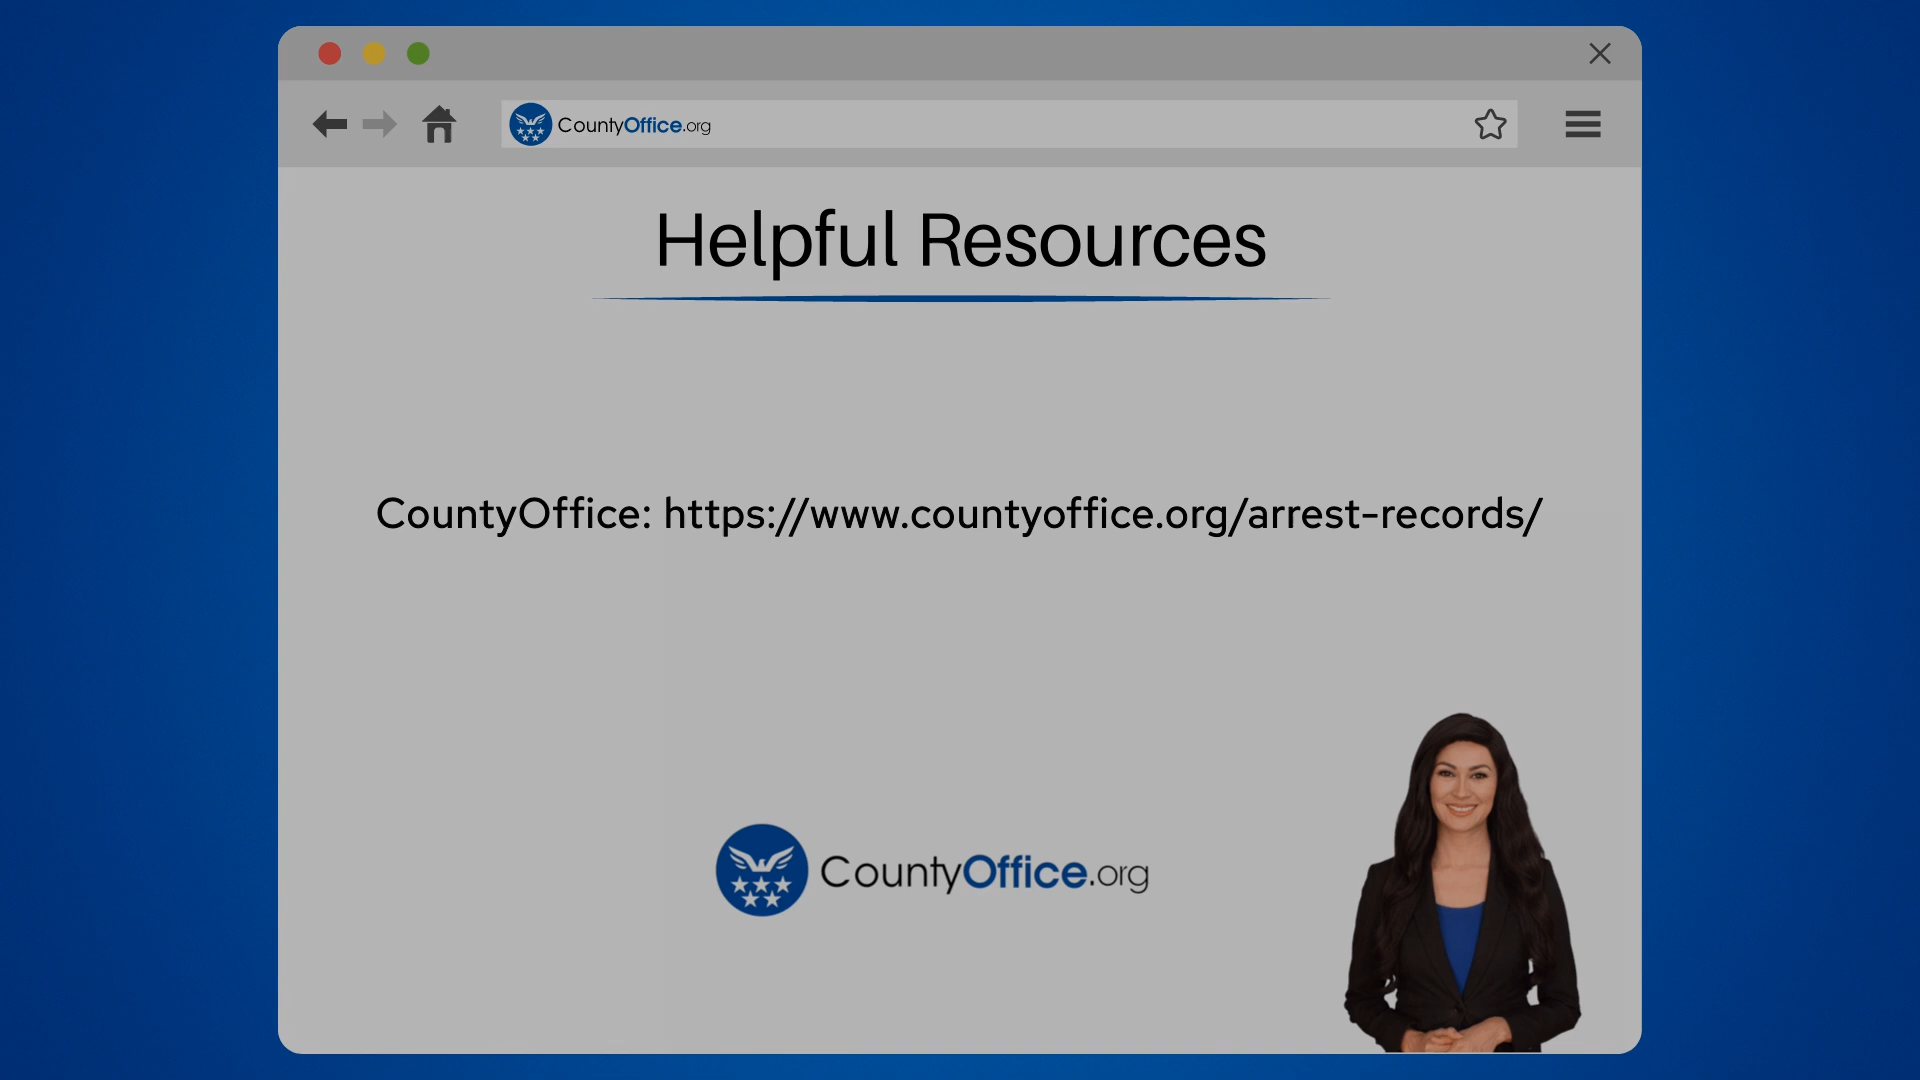 CountyOffice.org
Helpful Resources
CountyOffice: https://www.countyoffice.org/arrest-records/
CountyOffice.org